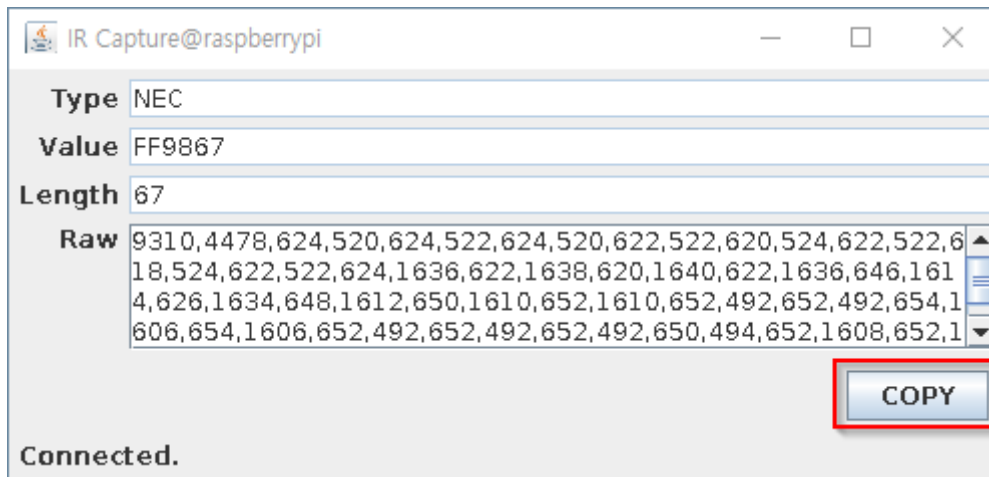 IR Capture@raspberrypi
Type NEC
Value FF9867
Length 67
Raw 9310,4478,624,520,624,522,624,520,622,522,620,524,622,522,6
18,524,622,522,624,1636,622,1638,620,1640,622,1636,646,161
4,626,1634,648,1612,650,1610,652,1610,652,492,652,492,654,1
606,654,1606,652,492,652,492,652,492,650,494,652,1608,652,1
COPY
Connected.